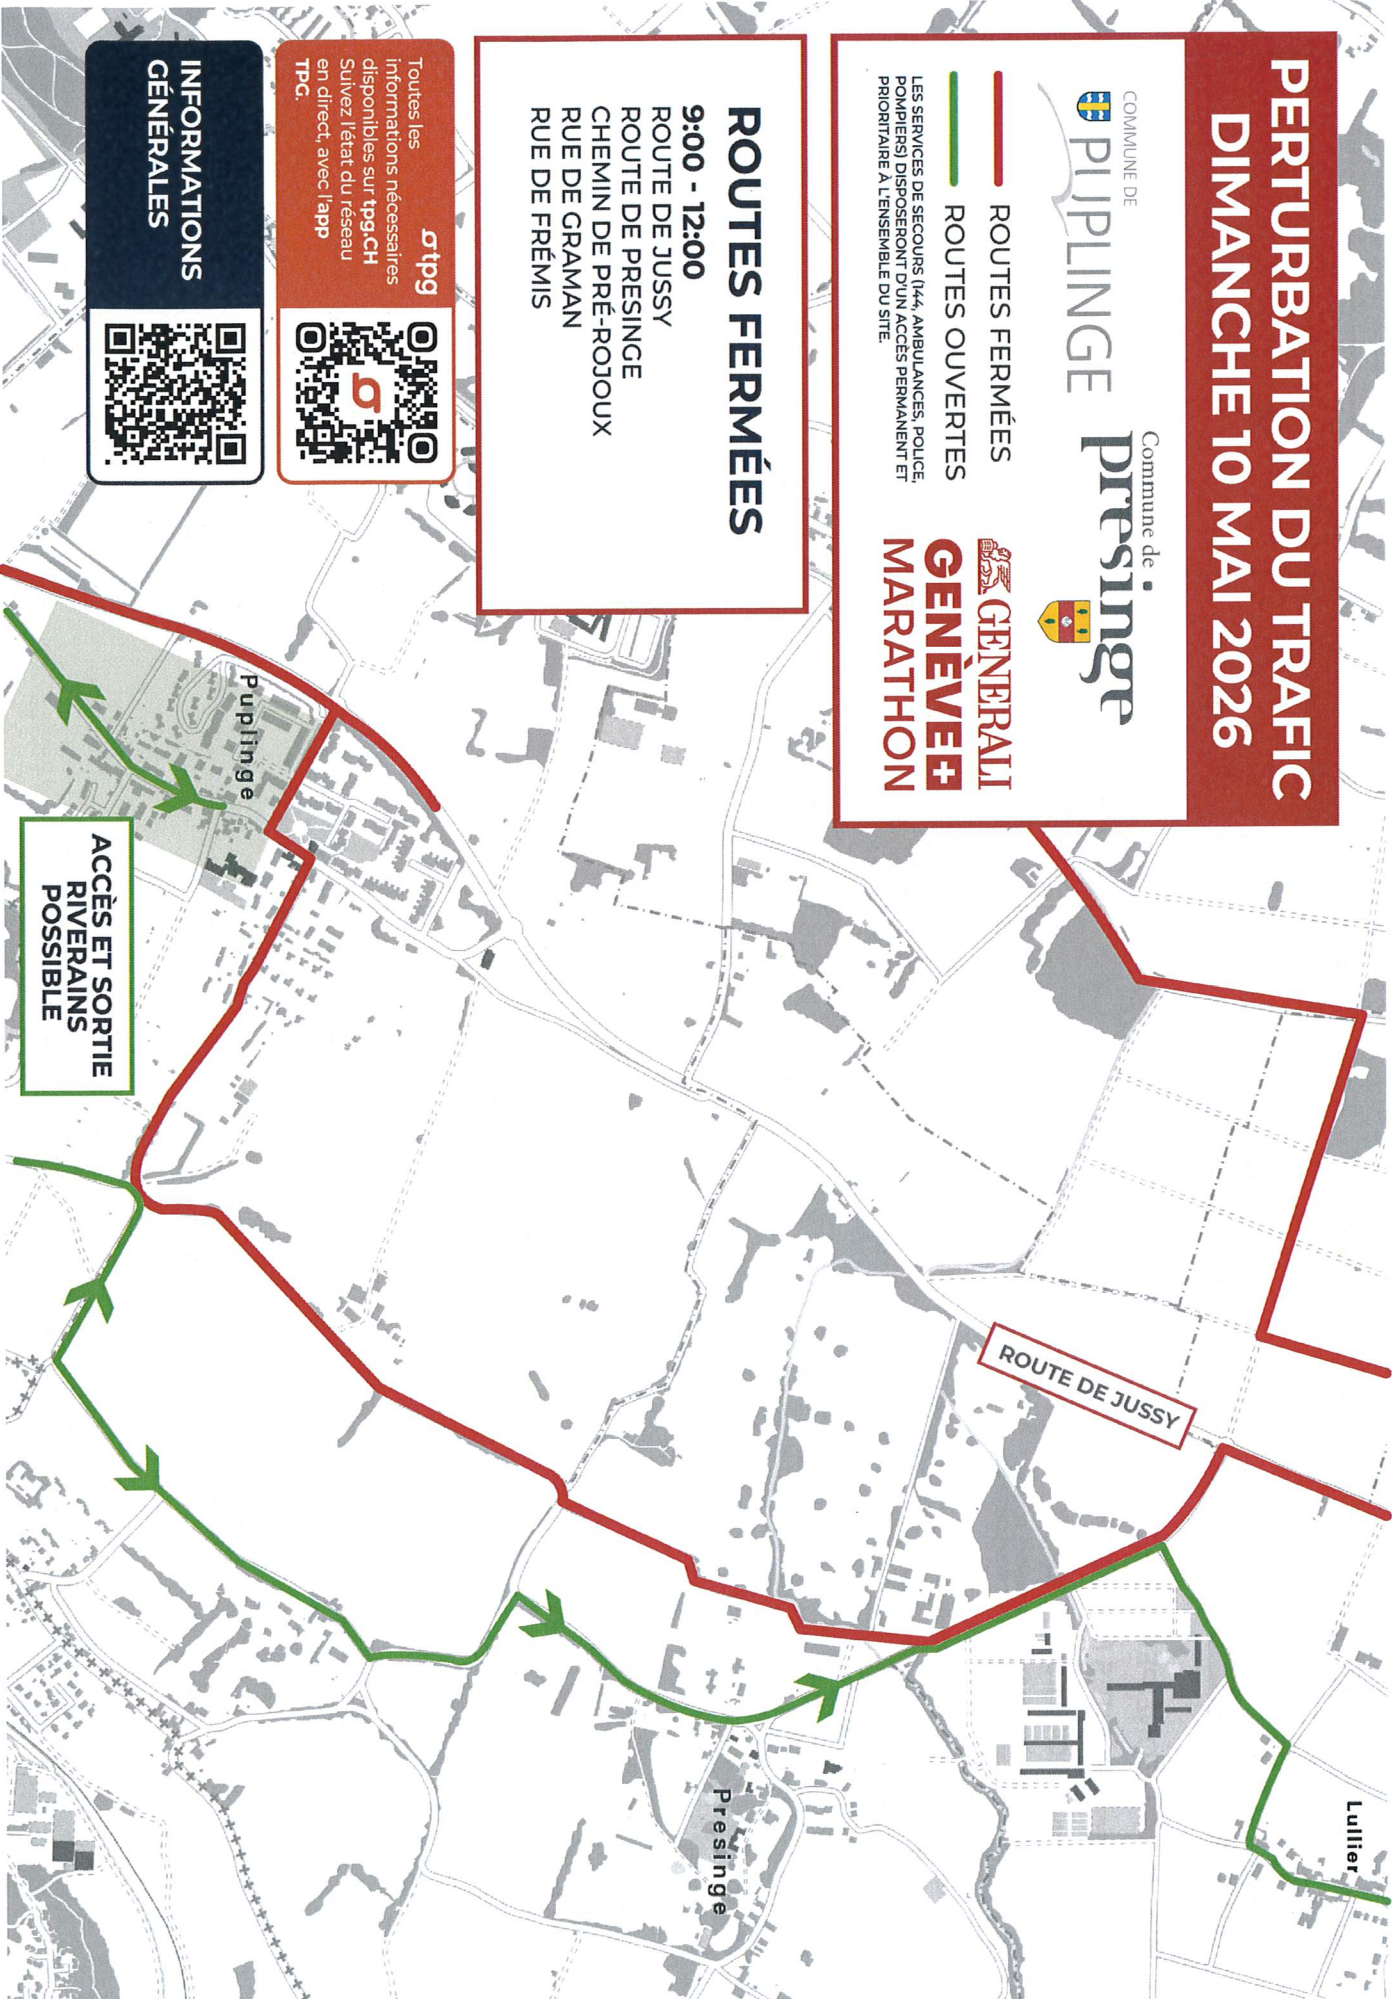 PERTURBATION DU TRAFIC
DIMANCHE 10 MAI 2026
COMMUNE DE
PUPLINGE
Commune de
presinge
ROUTES FERMÉES
ROUTES OUVERTES
LES SERVICES DE SECOURS (144, AMBULANCES, POLICE,
POMPIERS) DISPOSERONT D'UN ACCÈS PERMANENT ET
PRIORITAIRE À L'ENSEMBLE DU SITE.
GENERALI
GENÈVE
MARATHON
ROUTES FERMÉES
9:00 - 12:00
ROUTE DE JUSSY
ROUTE DE PRESINGE
CHEMIN DE PRÉ-ROJOUX
RUE DE GRAMAN
RUE DE FRÉMIS
tpg
Toutes les
informations nécessaires
disponibles sur tpg.CH
Suivez l'état du réseau
en direct, avec l'app
TPG.
INFORMATIONS
GÉNÉRALES
Lullier
ROUTE DE JUSSY
Presinge
Puplinge
ACCÈS ET SORTIE
RIVERAINS
POSSIBLE